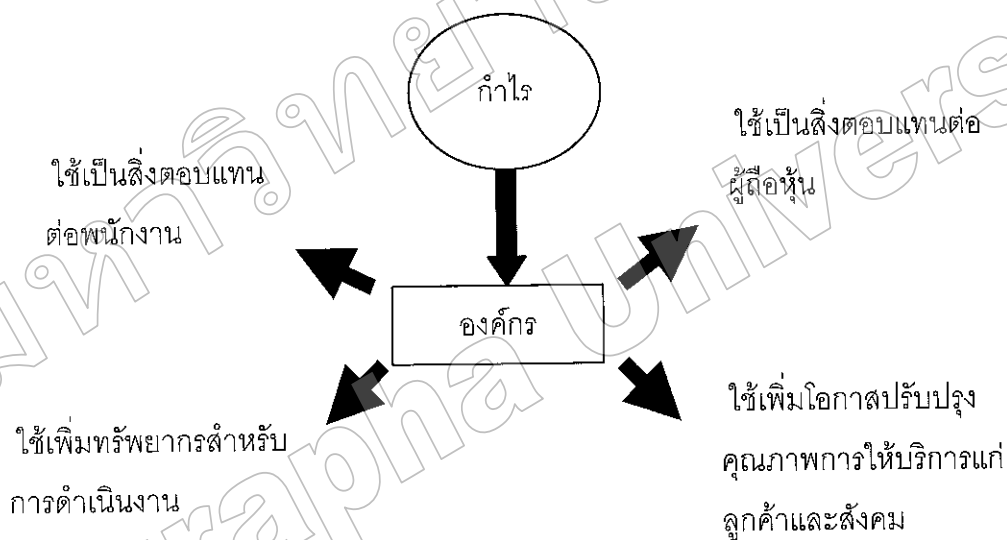 กำไร
ใช้เป็นสิ่งตอบแทน
ต่อพนักงาน
ใช้เป็นสิ่งตอบแทนต่อ
ผู้ถือหุ้น
องค์กร
ใช้เพิ่มทรัพยากรสำหรับ
การดำเนินงาน
ใช้เพิ่มโอกาสปรับปรุง
คุณภาพการให้บริการแก่
ลูกค้าและสังคม